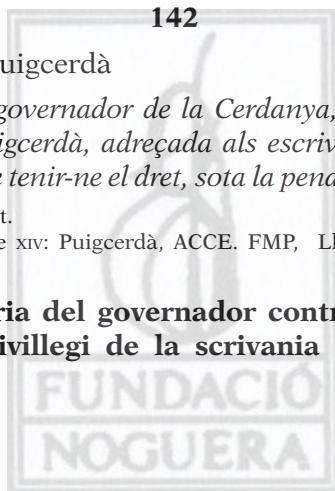 142
uigcerdà
governador de la Cerdanya,
igcerdà, adreçada als escriv
e tenir-ne el dret, sota la pena
t.
e XIV: Puigcerdà, ACCE. FMP, Ll
ria del governador contr
ivillegi de la scrivania
FUNDACIÓ
NOGUERA